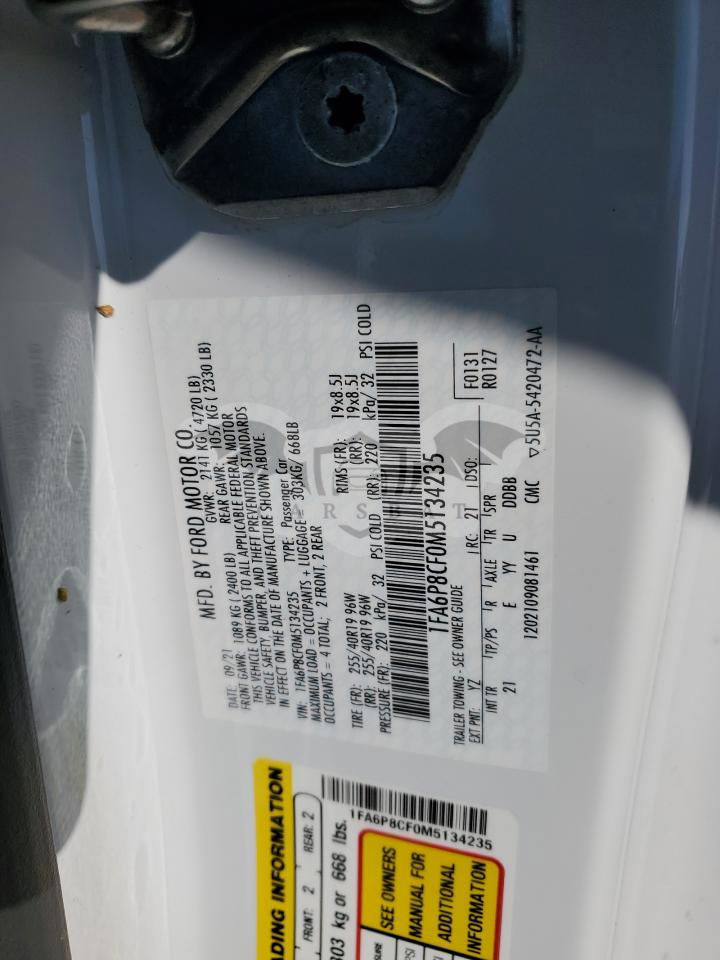 MFD. BY FORD MOTOR CO.
DATE: 09/21 GVWR: 2141 KG ( 4720 LB)
FRONT GAWR: 1089 KG ( 2400 LB) REAR GAWR: 1057 KG ( 2330 LB)
THIS VEHICLE CONFORMS TO ALL APPLICABLE FEDERAL MOTOR
VEHICLE SAFETY, BUMPER, AND THEFT PREVENTION STANDARDS
IN EFFECT ON THE DATE OF MANUFACTURE SHOWN ABOVE.
VIN: 1FA6P8CF0M5134235 TYPE: Passenger Car
MAXIMUM LOAD = OCCUPANTS + LUGGAGE = 303KG/ 668LB
OCCUPANTS = 4 TOTAL; 2 FRONT, 2 REAR
TIRE (FR): 255/40R19 96W RIMS (FR): 19x8.5J
(RR): 255/40R19 96W (RR): 19x8.5J
PRESSURE (FR): 220 kPa/ 32 PSI COLD (RR): 220 kPa/ 32 PSI COLD
1FA6P8CF0M5134235
TRAILER TOWING - SEE OWNER GUIDE
EXT PNT: YZ RC: 21 DSO: F0131
R0127
INT TR TP/PS R AXLE TR SPR
21 E YY U DDBB
1202109081461 CMC ▽5U5A-5420472-AA
ADING INFORMATION
FRONT: 2 REAR: 2
303 kg or 668 lbs.
1FA6P8CF0M5134235
SEE OWNERS
MANUAL FOR
ADDITIONAL
INFORMATION